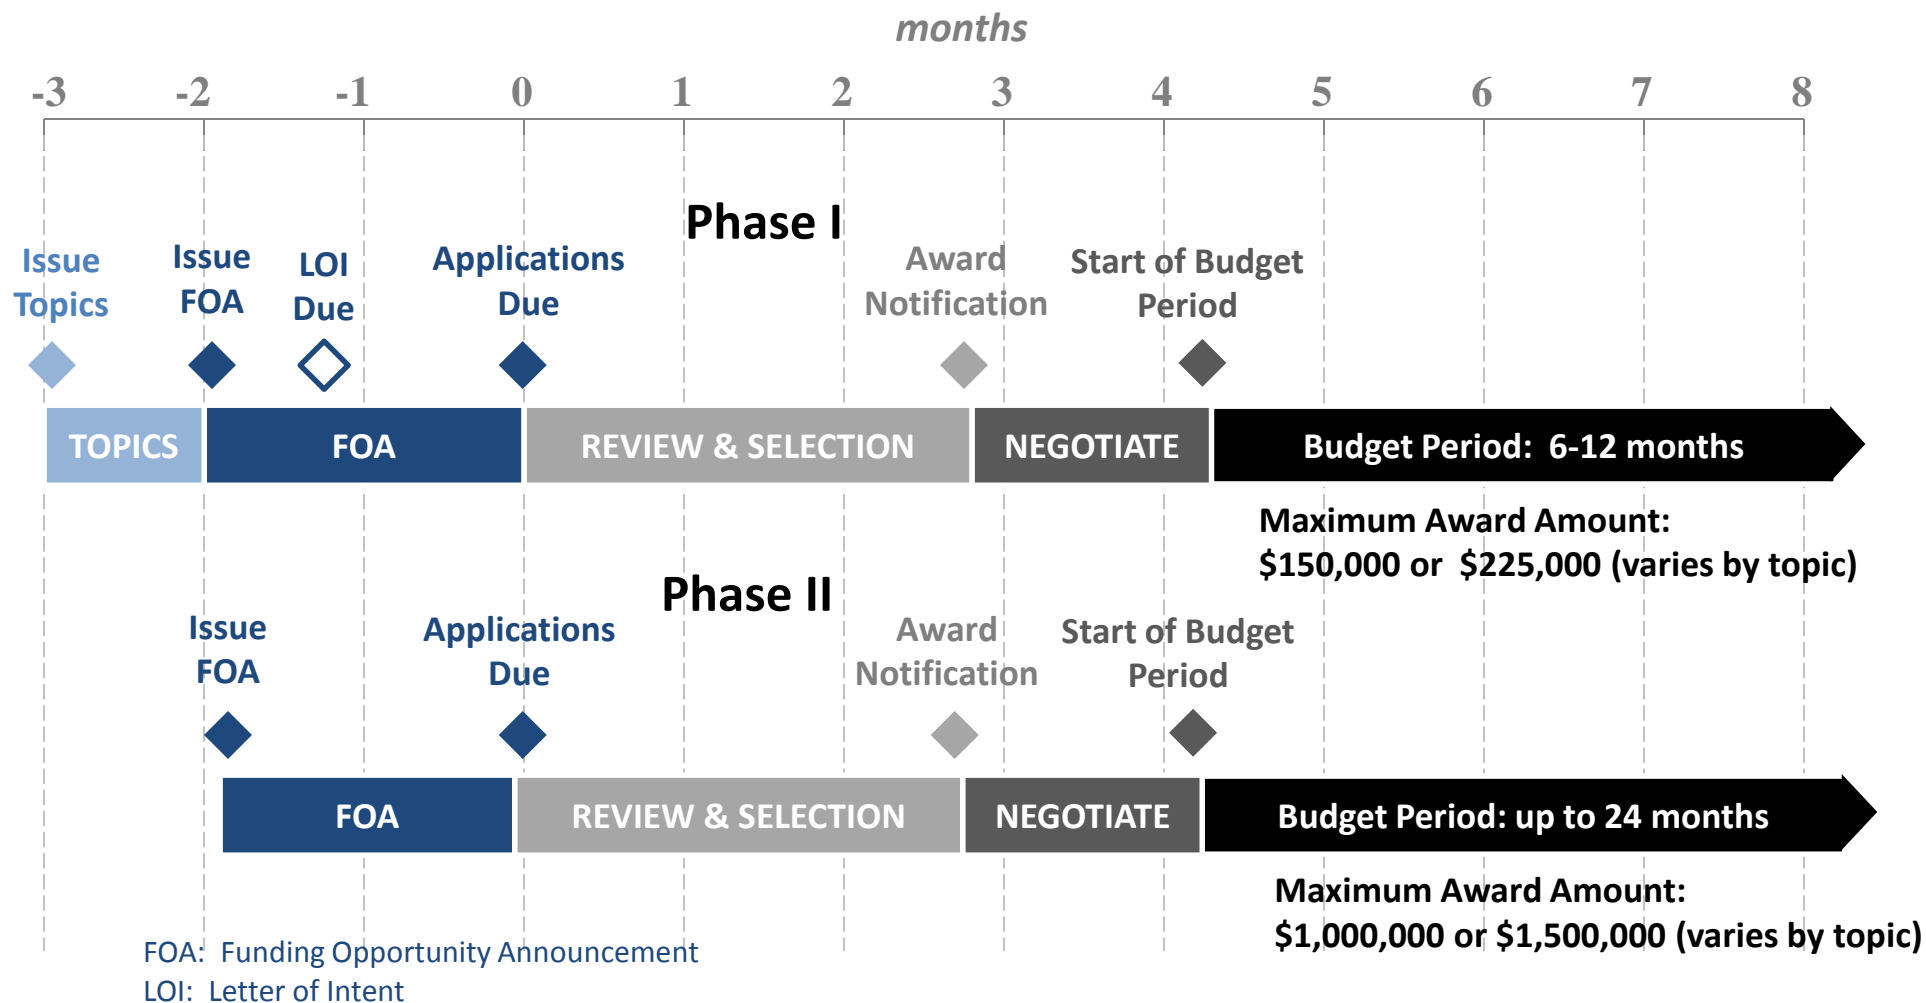 months
-3 -2 -1 0 1 2 3 4 5 6 7 8
Phase I
Issue
Topics
Issue
FOA
LOI
Due
Applications
Due
Award
Notification
Start of Budget
Period
TOPICS
FOA
REVIEW & SELECTION
NEGOTIATE
Budget Period:  6-12 months
Maximum Award Amount:
$150,000 or  $225,000 (varies by topic)
Phase II
Issue
FOA
Applications
Due
Award
Notification
Start of Budget
Period
FOA
REVIEW & SELECTION
NEGOTIATE
Budget Period: up to 24 months
Maximum Award Amount:
$1,000,000 or $1,500,000 (varies by topic)
FOA:  Funding Opportunity Announcement
LOI:  Letter of Intent